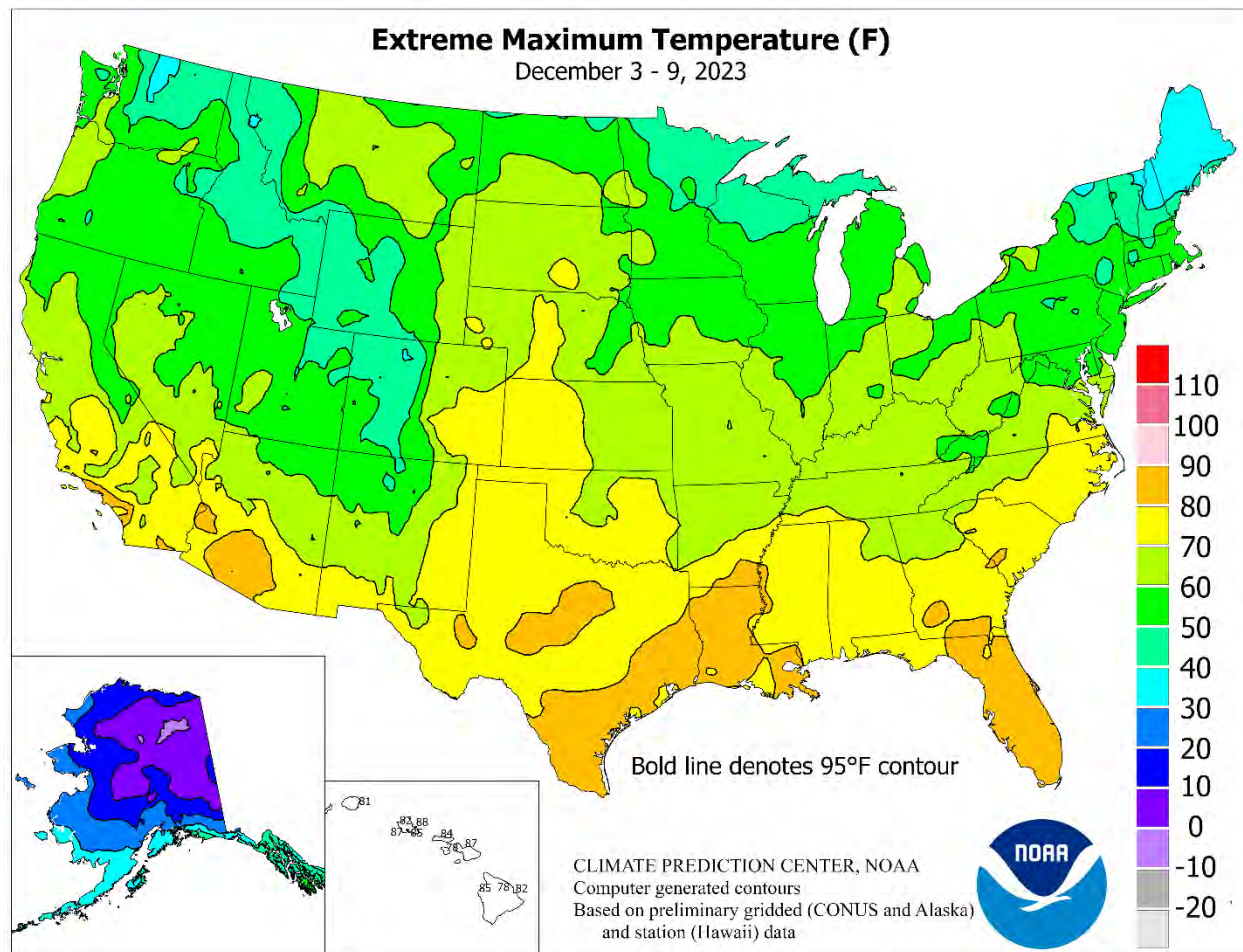 Extreme Maximum Temperature (F)
December 3 - 9, 2023
110
100
90
80
70
60
50
40
30
20
10
0
-10
-20
Bold line denotes 95°F contour
81
88
87
84
87
85
78
82
CLIMATE PREDICTION CENTER, NOAA
Computer generated contours
Based on preliminary gridded (CONUS and Alaska)
and station (Hawaii) data
NOAA